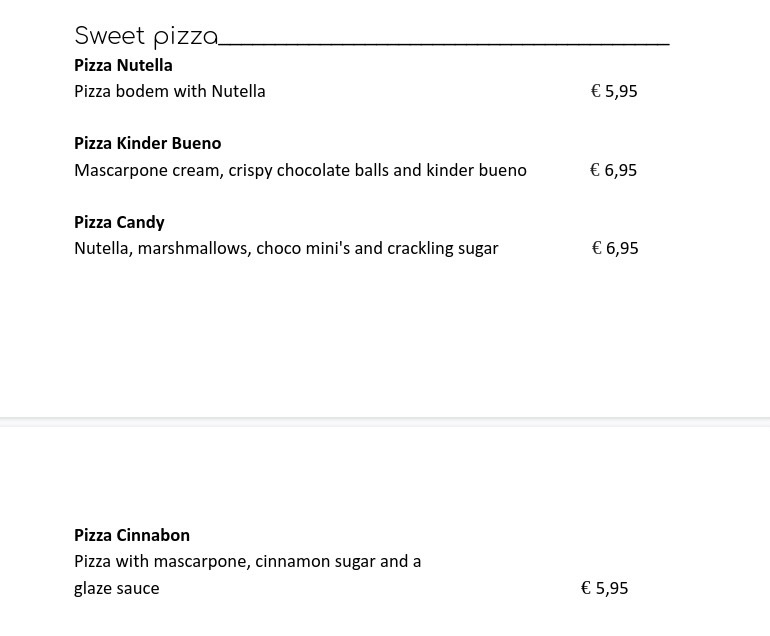 Sweet pizza
Pizza Nutella
Pizza bodem with Nutella € 5,95
Pizza Kinder Bueno
Mascarpone cream, crispy chocolate balls and kinder bueno € 6,95
Pizza Candy
Nutella, marshmallows, choco mini's and crackling sugar € 6,95
Pizza Cinnabon
Pizza with mascarpone, cinnamon sugar and a
glaze sauce € 5,95